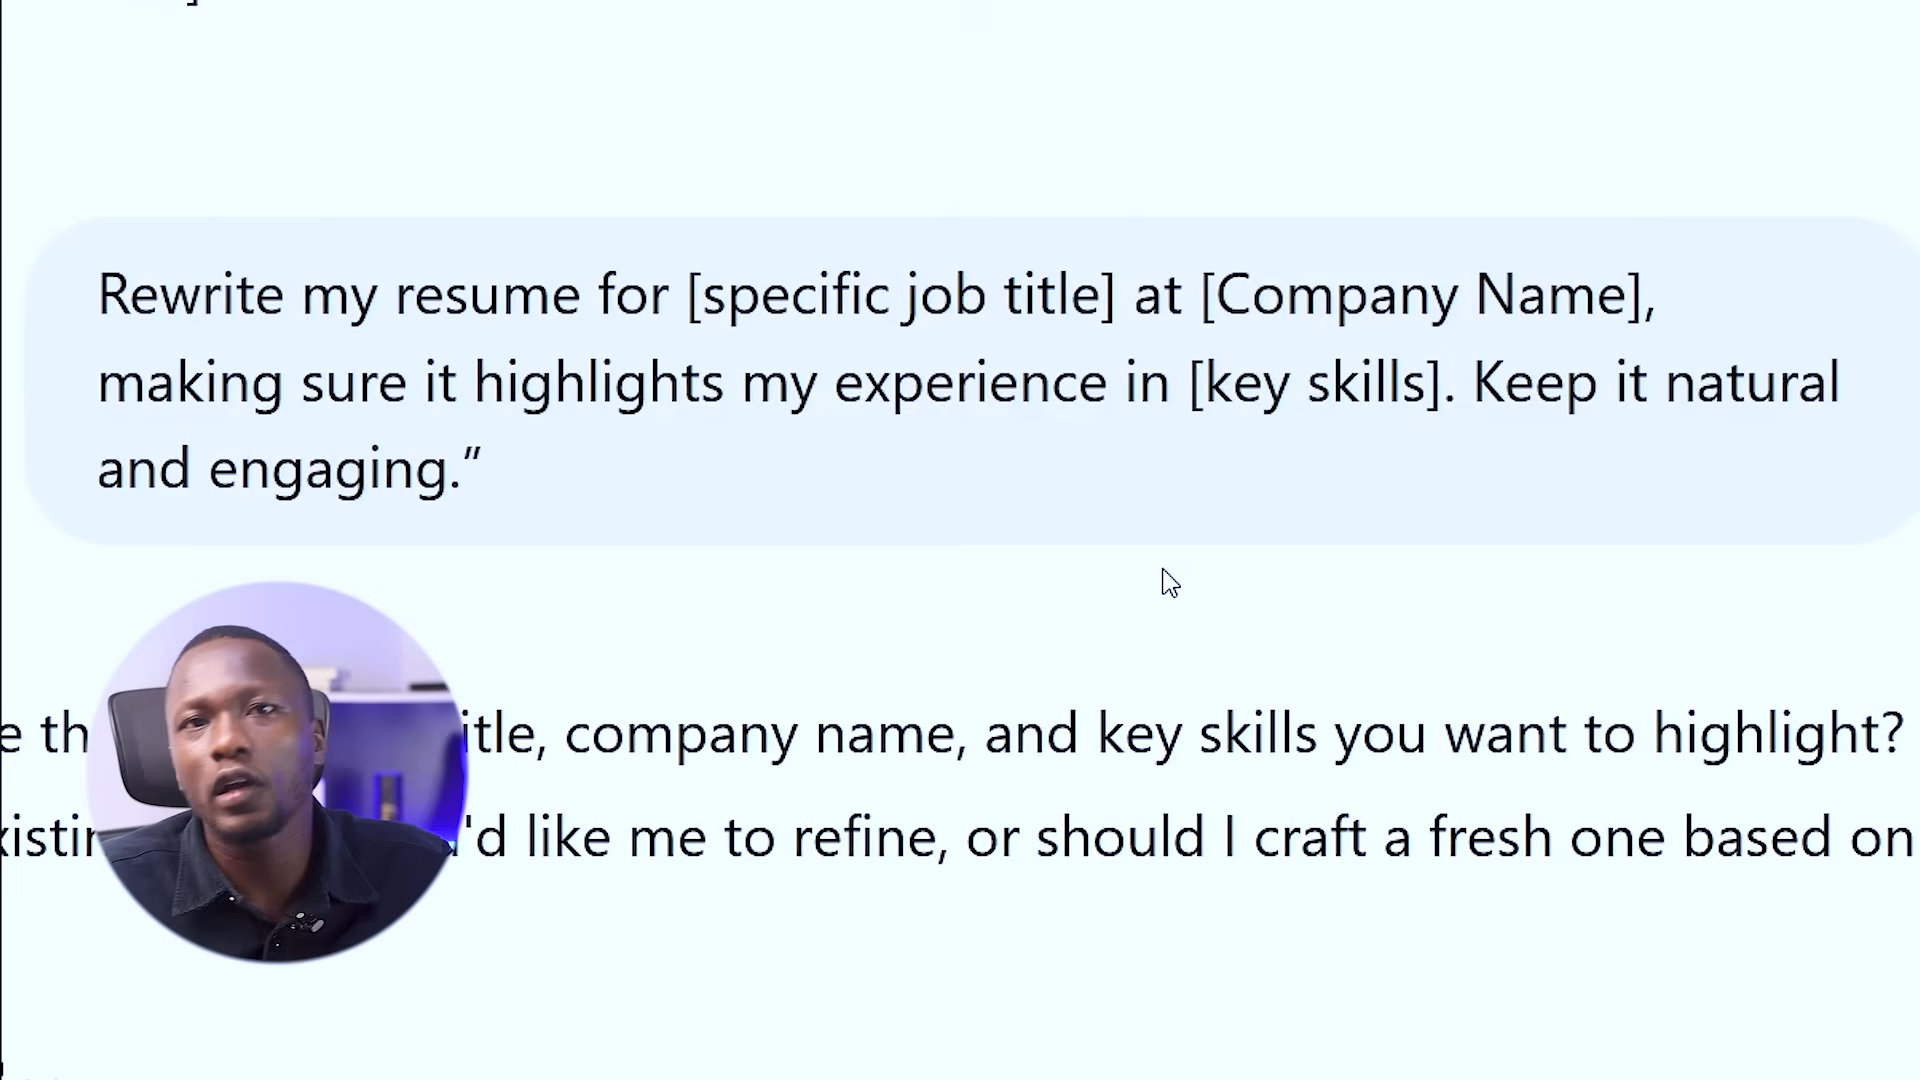 Rewrite my resume for [specific job title] at [Company Name],
making sure it highlights my experience in [key skills]. Keep it natural
and engaging.”
e th itle, company name, and key skills you want to highlight?
xistin 'd like me to refine, or should I craft a fresh one based on